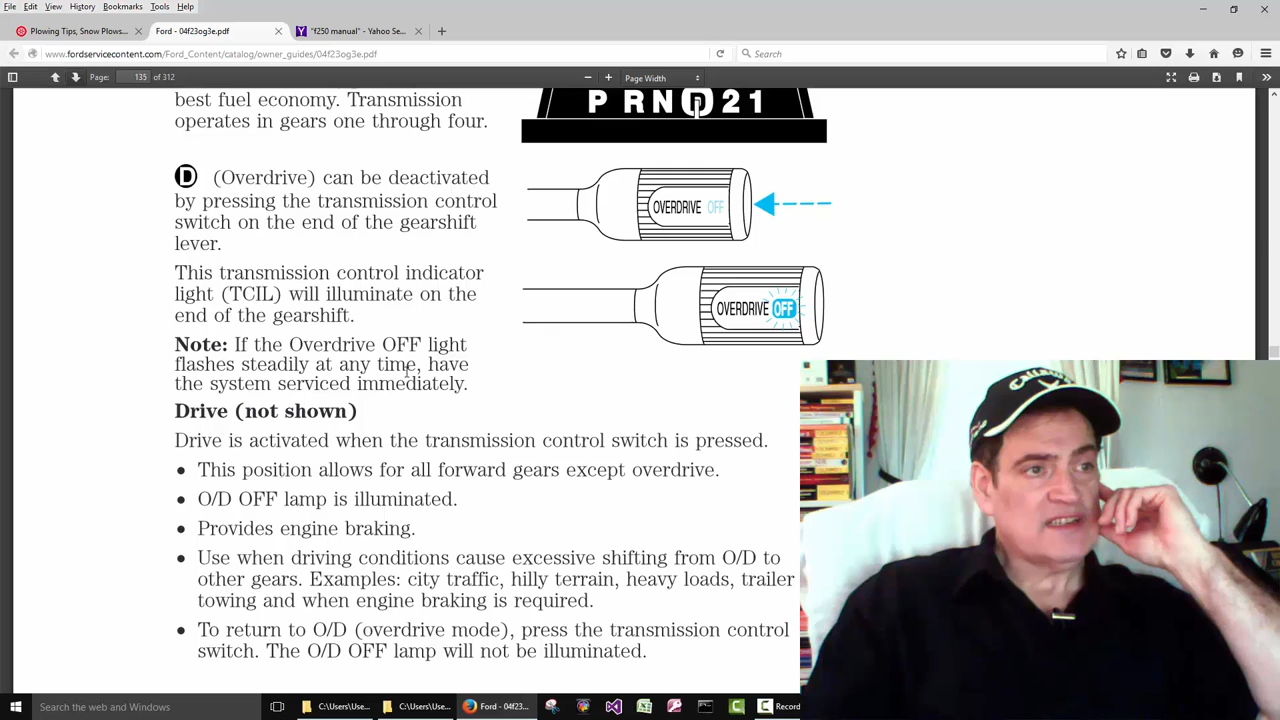 File Edit View History Bookmarks Tools Help
Plowing Tips, Snow Plows... × Ford - 04f23og3e.pdf × "f250 manual" - Yahoo Se... × +
www.fordservicecontent.com/Ford_Content/catalog/owner_guides/04f23og3e.pdf Search
Page: 135 of 312 Page Width
best fuel economy. Transmission
operates in gears one through four.
P R N D 2 1
D (Overdrive) can be deactivated
by pressing the transmission control
switch on the end of the gearshift
lever.
OVERDRIVE OFF
This transmission control indicator
light (TCIL) will illuminate on the
end of the gearshift.
OVERDRIVE OFF
Note: If the Overdrive OFF light
flashes steadily at any time, have
the system serviced immediately.
Drive (not shown)
Drive is activated when the transmission control switch is pressed.
• This position allows for all forward gears except overdrive.
• O/D OFF lamp is illuminated.
• Provides engine braking.
• Use when driving conditions cause excessive shifting from O/D to
other gears. Examples: city traffic, hilly terrain, heavy loads, trailer
towing and when engine braking is required.
• To return to O/D (overdrive mode), press the transmission control
switch. The O/D OFF lamp will not be illuminated.
Search the web and Windows C:\Users\Use... C:\Users\Use... Ford - 04f23... Record